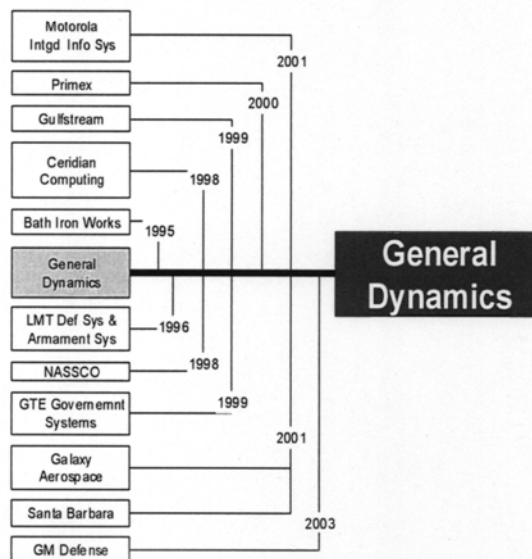 Motorola
Intgd Info Sys
2001
Primex
2000
Gulfstream
1999
Ceridian
Computing
1998
Bath Iron Works
1995
General
Dynamics
General
Dynamics
LMT Def Sys &
Armament Sys
1996
NASSCO
1998
GTE Governemnt
Systems
1999
2001
Galaxy
Aerospace
Santa Barbara
2003
GM Defense